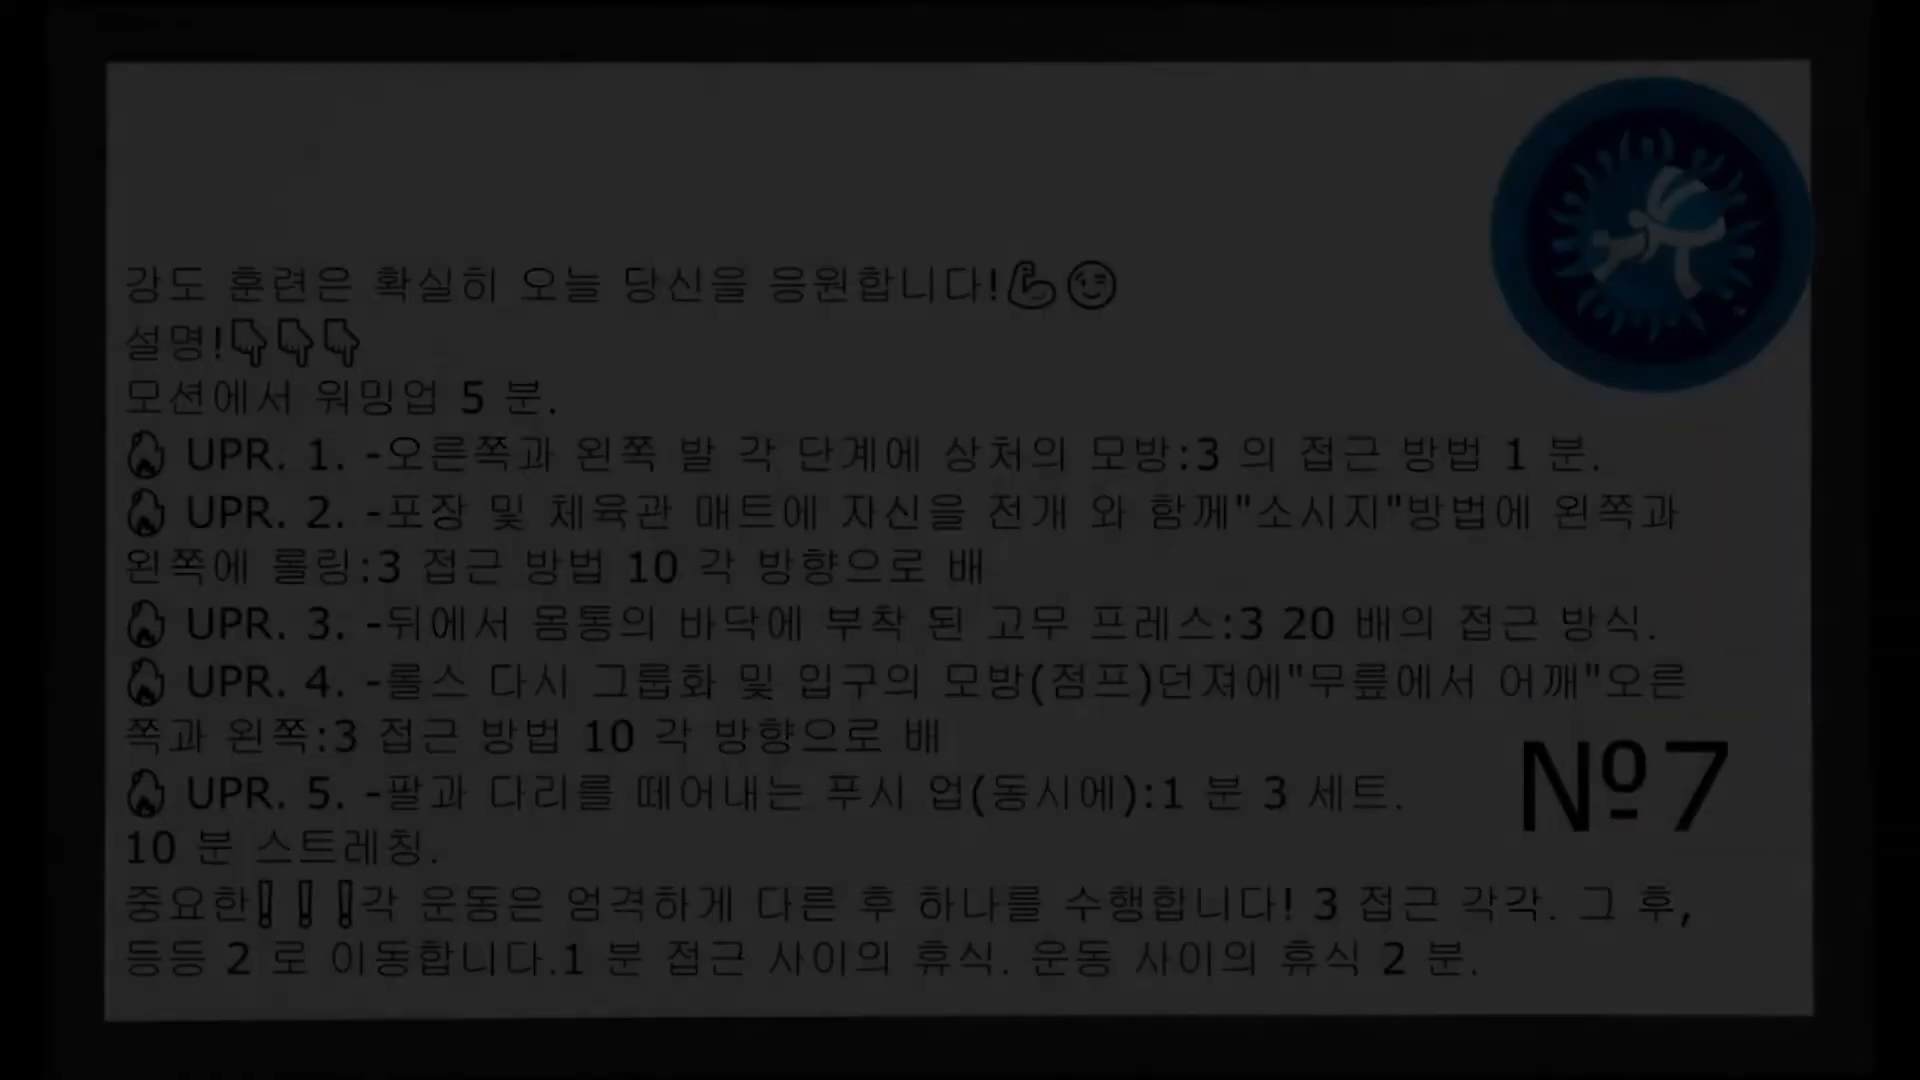 강도 훈련은 확실히 오늘 당신을 응원합니다!💪😉
설명!👇👇👇
모션에서 워밍업 5 분.
🔥 UPR. 1. -오른쪽과 왼쪽 발 각 단계에 상처의 모방:3 의 접근 방법 1 분.
🔥 UPR. 2. -포장 및 체육관 매트에 자신을 전개 와 함께"소시지"방법에 왼쪽과
왼쪽에 롤링:3 접근 방법 10 각 방향으로 배
🔥 UPR. 3. -뒤에서 몸통의 바닥에 부착 된 고무 프레스:3 20 배의 접근 방식.
🔥 UPR. 4. -롤스 다시 그룹화 및 입구의 모방(점프)던져에"무릎에서 어깨"오른
쪽과 왼쪽:3 접근 방법 10 각 방향으로 배
🔥 UPR. 5. -팔과 다리를 떼어내는 푸시 업(동시에):1 분 3 세트.
№7
10 분 스트레칭.
중요한❗❗❗각 운동은 엄격하게 다른 후 하나를 수행합니다! 3 접근 각각. 그 후,
등등 2 로 이동합니다.1 분 접근 사이의 휴식. 운동 사이의 휴식 2 분.